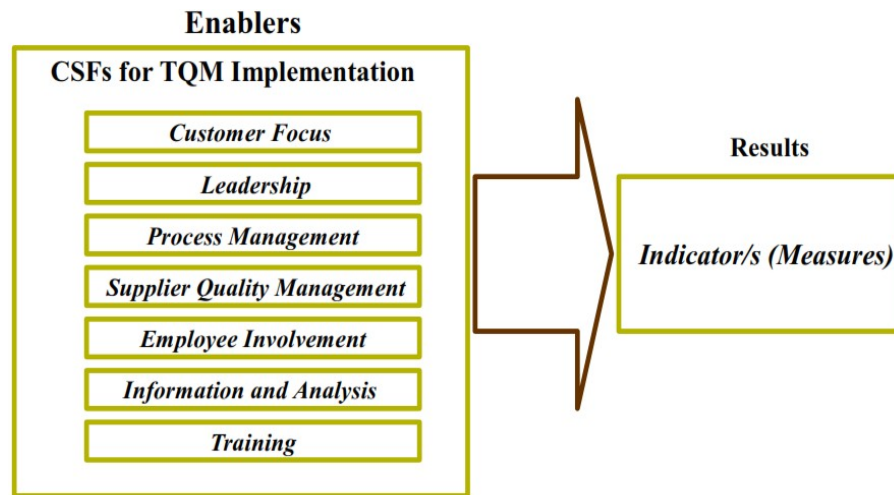 Enablers
CSFs for TQM Implementation
Customer Focus
Leadership
Process Management
Supplier Quality Management
Employee Involvement
Information and Analysis
Training
Results
Indicator/s (Measures)